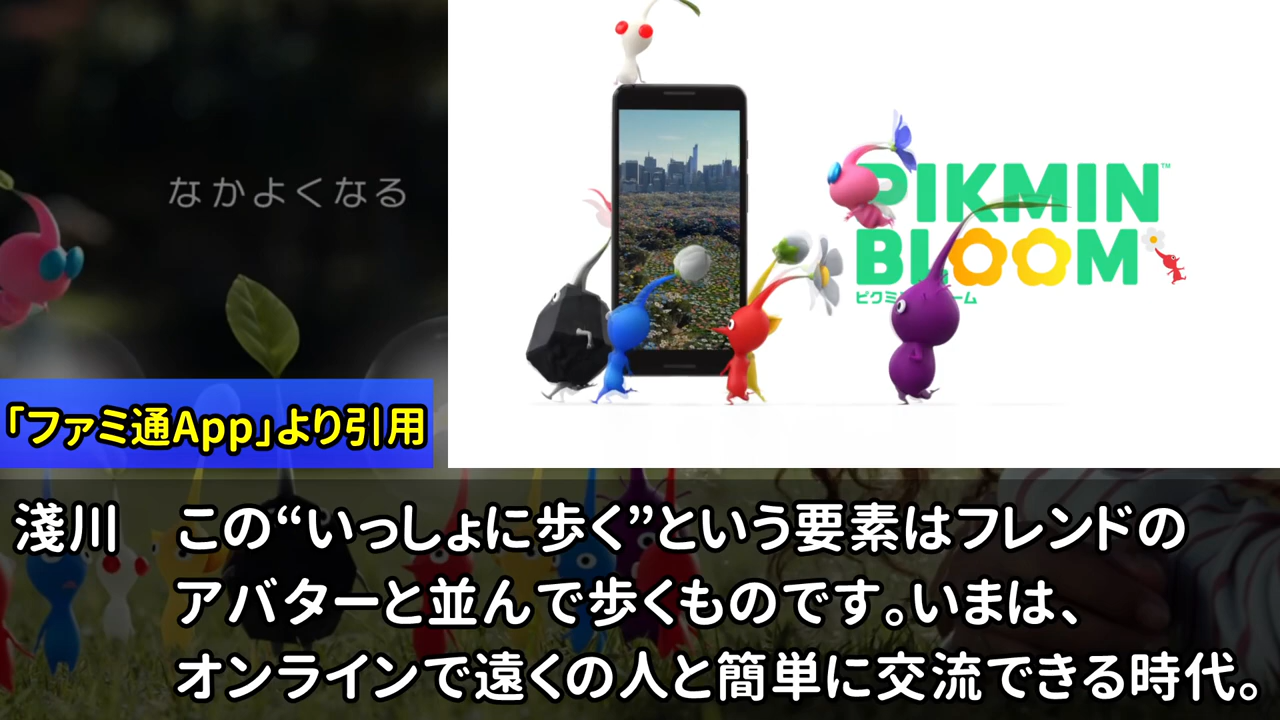 なかよくなる
PIKMIN™
BLOOM
「ファミ通App」より引用
淺川 この“いっしょに歩く”という要素はフレンドの
アバターと並んで歩くものです。いまは、
オンラインで遠くの人と簡単に交流できる時代。